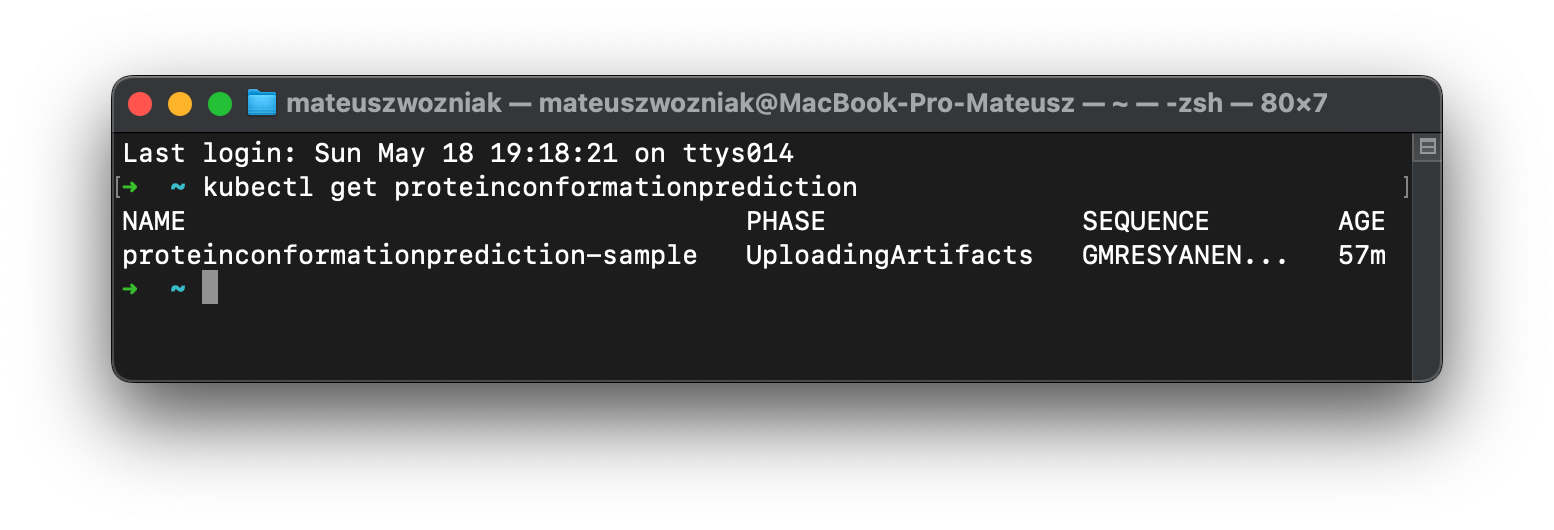 mateuszwozniak — mateuszwozniak@MacBook-Pro-Mateusz — ~ — -zsh — 80×7
Last login: Sun May 18 19:18:21 on ttys014
[➜  ~ kubectl get proteinconformationprediction ]
NAME PHASE SEQUENCE AGE
proteinconformationprediction-sample UploadingArtifacts GMRESYANEN... 57m
➜  ~